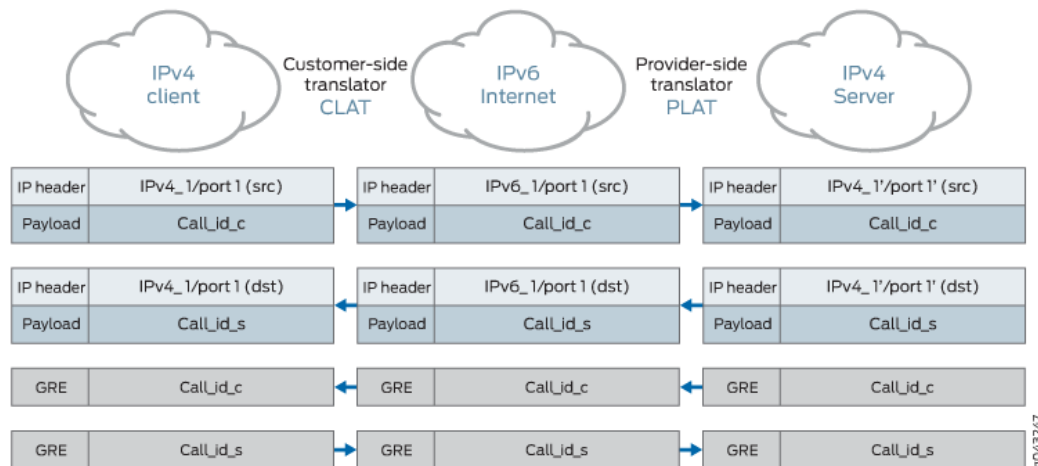 IPv4
client
Customer-side
translator
CLAT
IPv6
Internet
Provider-side
translator
PLAT
IPv4
Server
IP header IPv4_1/port 1 (src) IP header IPv6_1/port 1 (src) IP header IPv4_1'/port 1' (src)
Payload Call_id_c Payload Call_id_c Payload Call_id_c
IP header IPv4_1/port 1 (dst) IP header IPv6_1/port 1 (dst) IP header IPv4_1'/port 1' (dst)
Payload Call_id_s Payload Call_id_s Payload Call_id_s
GRE Call_id_c GRE Call_id_c GRE Call_id_c
GRE Call_id_s GRE Call_id_s GRE Call_id_s